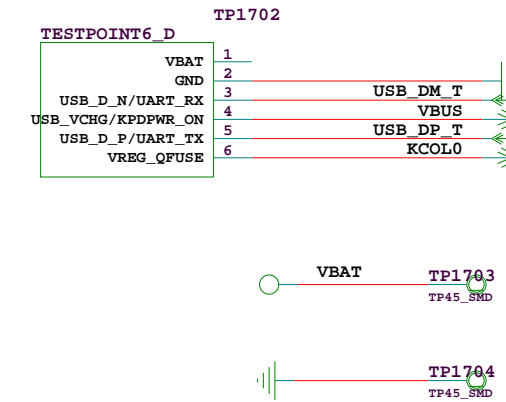 TP1702
TESTPOINT6_D
VBAT 1
GND 2
USB_D_N/UART_RX 3 USB_DM_T
USB_VCHG/KPDPWR_ON 4 VBUS
USB_D_P/UART_TX 5 USB_DP_T
VREG_QFUSE 6 KCOL0
VBAT TP1703
TP45_SMD
TP1704
TP45_SMD